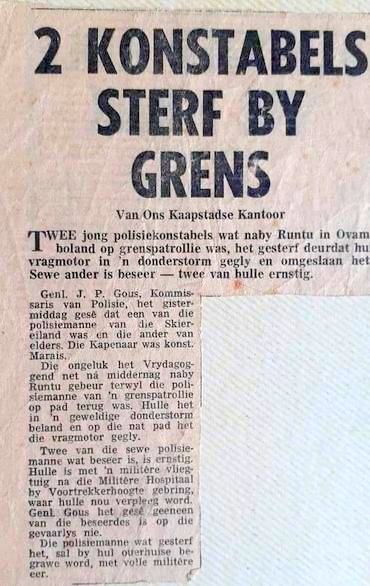 2 KONSTABELS
STERF BY
GRENS
Van Ons Kaapstadse Kantoor
TWEE jong polisiekonstabels wat naby Runtu in Ovam-
boland op grenspatrollie was, het gesterf deurdat hul
vragmotor in 'n donderstorm gegly en omgeslaan het.
Sewe ander is beseer — twee van hulle ernstig.
Genl. J. P. Gous, Kommis-
saris van Polisie, het gister-
middag gesê dat een van die
polisiemanne van die Skier-
eiland was en die ander van
elders. Die Kapenaar was konst.
Marais.
Die ongeluk het Vrydagog-
gend net ná middernag naby
Runtu gebeur terwyl die poli-
siemanne van 'n grenspatrollie
op pad terug was. Hulle het
in 'n geweldige donderstorm
beland en op die nat pad het
die vragmotor gegly.
Twee van die sewe polisie-
manne wat beseer is, is ernstig.
Hulle is met 'n militêre vlieg-
tuig na die Militêre Hospitaal
by Voortrekkerhoogte gebring,
waar hulle nou verpleeg word.
Genl. Gous het gesê geeneen
van die beseerdes is op die
gevaarlys nie.
Die polisiemanne wat gesterf
het, sal by hul ouerhuise be-
grawe word, met volle militêre
eer.